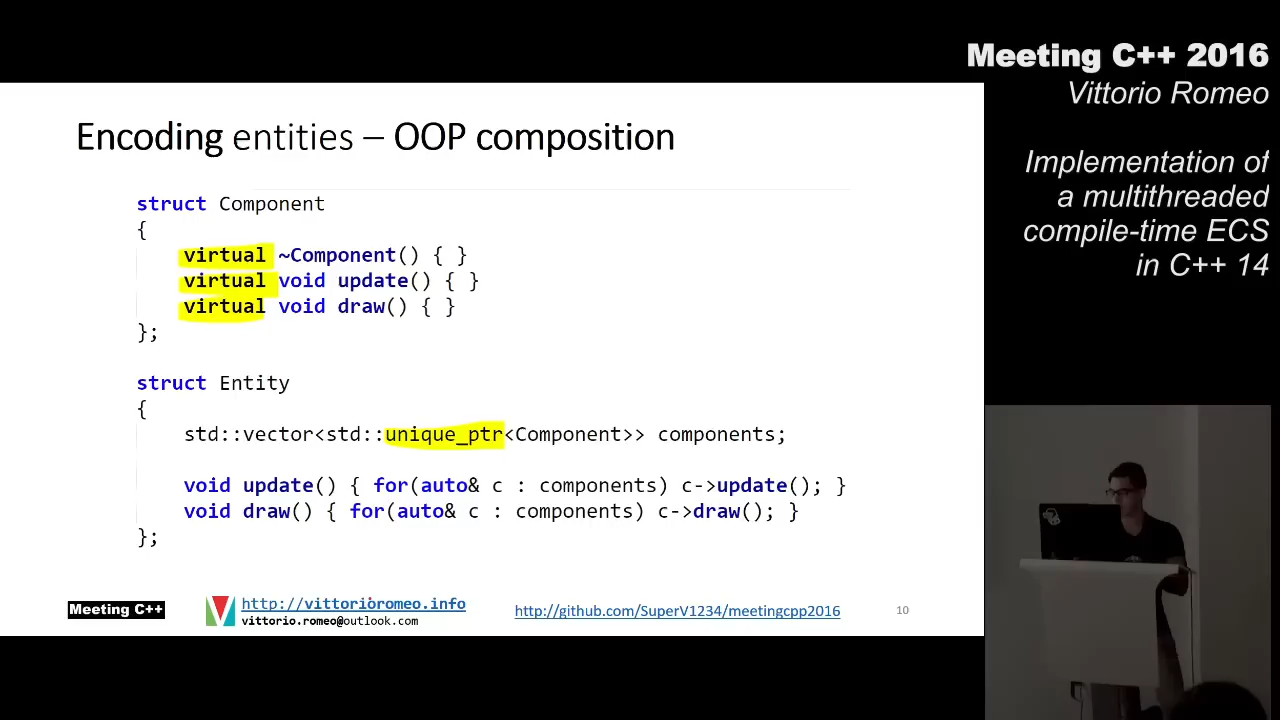 Meeting C++ 2016
Vittorio Romeo
Implementation of
a multithreaded
compile-time ECS
in C++ 14
Encoding entities – OOP composition
struct Component
{
virtual ~Component() { }
virtual void update() { }
virtual void draw() { }
};
struct Entity
{
std::vector<std::unique_ptr<Component>> components;
void update() { for(auto& c : components) c->update(); }
void draw() { for(auto& c : components) c->draw(); }
};
Meeting C++
http://vittorioromeo.info
vittorio.romeo@outlook.com
http://github.com/SuperV1234/meetingcpp2016
10